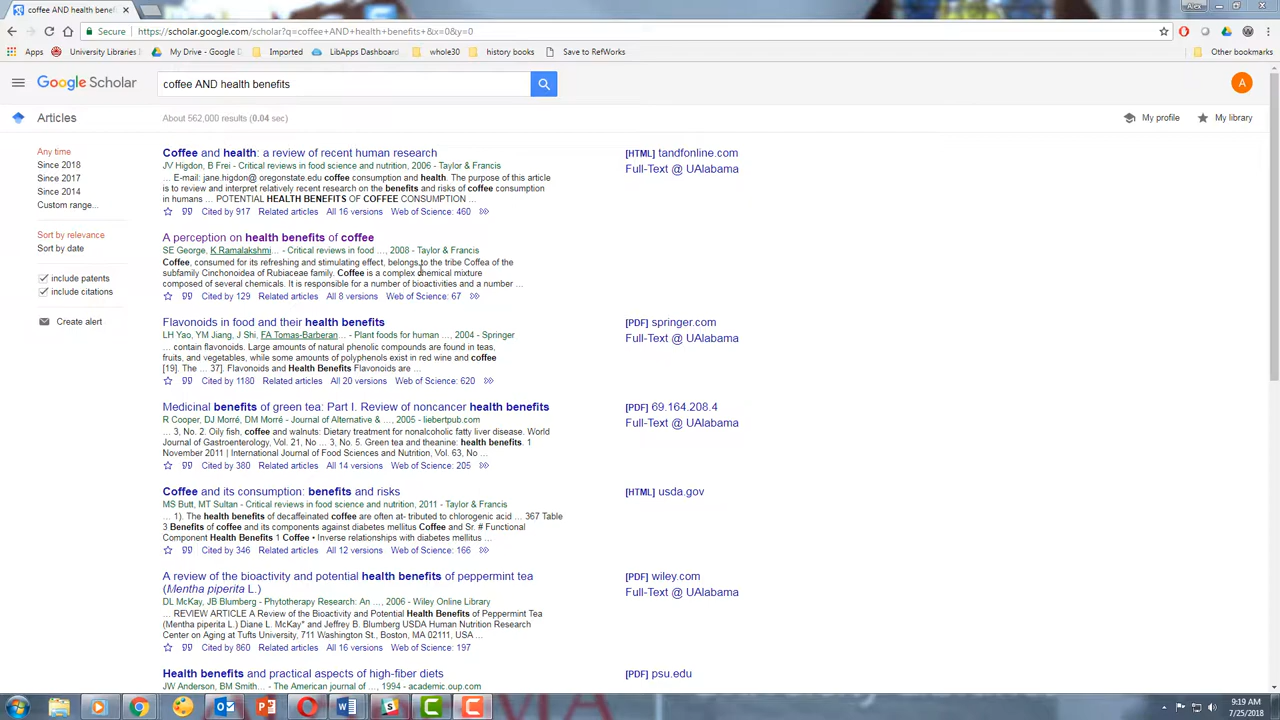 coffee AND health benef
Alex
Secure
https://scholar.google.com/scholar?q=coffee+AND+health+benefits+&x=0&y=0
Apps
University Libraries
My Drive - Google D
Imported
LibApps Dashboard
whole30
history books
Save to RefWorks
Other bookmarks
Google Scholar
coffee AND health benefits
A
Articles
About 562,000 results (0.04 sec)
My profile
My library
Any time
Since 2018
Since 2017
Since 2014
Custom range...
Sort by relevance
Sort by date
include patents
include citations
Create alert
Coffee and health: a review of recent human research
JV Higdon, B Frei - Critical reviews in food science and nutrition, 2006 - Taylor & Francis
... E-mail: jane.higdon@ oregonstate.edu coffee consumption and health. The purpose of this article
is to review and interpret relatively recent research on the benefits and risks of coffee consumption
in humans ... POTENTIAL HEALTH BENEFITS OF COFFEE CONSUMPTION ...
Cited by 917 Related articles All 16 versions Web of Science: 460
[HTML] tandfonline.com
Full-Text @ UAlabama
A perception on health benefits of coffee
SE George, K Ramalakshmi... - Critical reviews in food ..., 2008 - Taylor & Francis
Coffee, consumed for its refreshing and stimulating effect, belongs to the tribe Coffea of the
subfamily Cinchonoidea of Rubiaceae family. Coffee is a complex chemical mixture
composed of several chemicals. It is responsible for a number of bioactivities and a number ...
Cited by 129 Related articles All 8 versions Web of Science: 67
Flavonoids in food and their health benefits
LH Yao, YM Jiang, J Shi, FA Tomas-Barberan... - Plant foods for human ..., 2004 - Springer
... contain flavonoids. Large amounts of natural phenolic compounds are found in teas,
fruits, and vegetables, while some amounts of polyphenols exist in red wine and coffee
[19]. The ... 37]. Flavonoids and Health Benefits Flavonoids are ...
Cited by 1180 Related articles All 20 versions Web of Science: 620
[PDF] springer.com
Full-Text @ UAlabama
Medicinal benefits of green tea: Part I. Review of noncancer health benefits
R Cooper, DJ Morré, DM Morré - Journal of Alternative & ..., 2005 - liebertpub.com
... 3, No. 2. Oily fish, coffee and walnuts: Dietary treatment for nonalcoholic fatty liver disease. World
Journal of Gastroenterology, Vol. 21, No ... 3, No. 5. Green tea and theanine: health benefits. 1
November 2011 | International Journal of Food Sciences and Nutrition, Vol. 63, No ...
Cited by 380 Related articles All 14 versions Web of Science: 205
[PDF] 69.164.208.4
Full-Text @ UAlabama
Coffee and its consumption: benefits and risks
MS Butt, MT Sultan - Critical reviews in food science and nutrition, 2011 - Taylor & Francis
... 1). The health benefits of decaffeinated coffee are often at- tributed to chlorogenic acid ... 367 Table
3 Benefits of coffee and its components against diabetes mellitus Coffee and Sr. # Functional
Component Health Benefits 1 Coffee • Inverse relationships with diabetes mellitus ...
Cited by 346 Related articles All 12 versions Web of Science: 166
[HTML] usda.gov
A review of the bioactivity and potential health benefits of peppermint tea
(Mentha piperita L.)
DL McKay, JB Blumberg - Phytotherapy Research: An ..., 2006 - Wiley Online Library
... REVIEW ARTICLE A Review of the Bioactivity and Potential Health Benefits of Peppermint Tea
(Mentha piperita L.) Diane L. McKay* and Jeffrey B. Blumberg USDA Human Nutrition Research
Center on Aging at Tufts University, 711 Washington St., Boston, MA 02111, USA ...
Cited by 860 Related articles All 16 versions Web of Science: 197
[PDF] wiley.com
Full-Text @ UAlabama
Health benefits and practical aspects of high-fiber diets
JW Anderson, BM Smith... - The American journal of ..., 1994 - academic.oup.com
[PDF] psu.edu
9:19 AM
7/25/2018